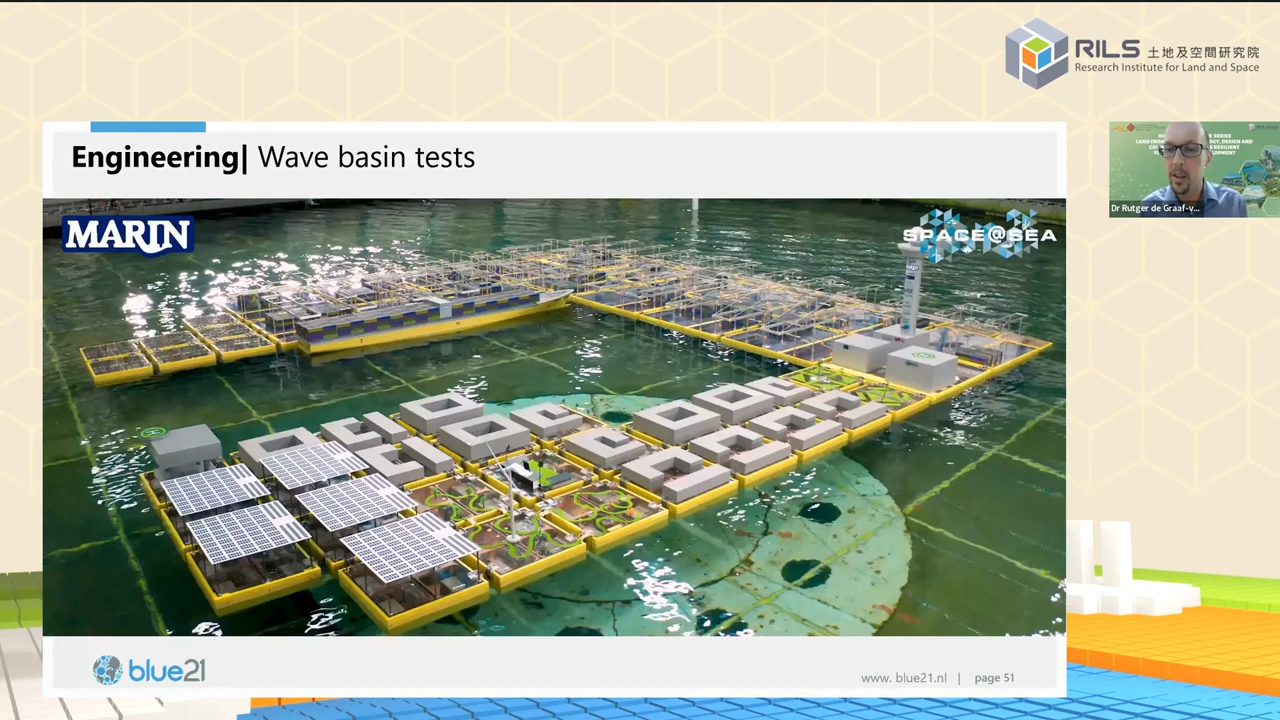 RILS 土地及空間研究院
Research Institute for Land and Space
Engineering| Wave basin tests
MARIN
SPACE@SEA
SERIES
Dr Rutger de Graaf-v...
blue21
www. blue21.nl | page 51